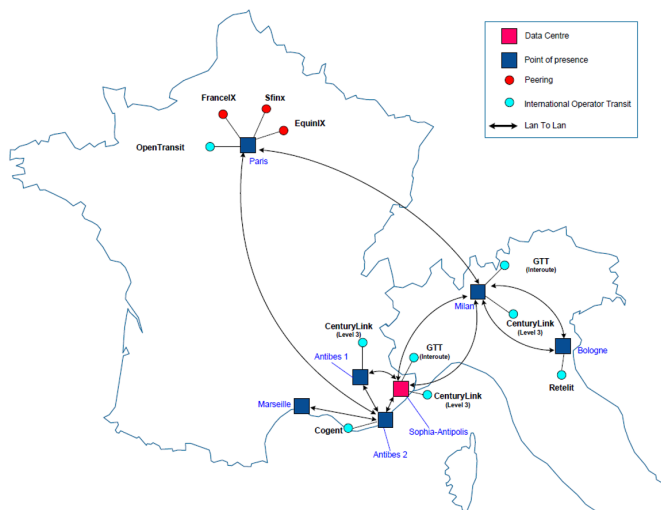 Data Centre
Point of presence
Peering
International Operator Transit
Lan To Lan
Sfinx
FranceIX
EquinIX
OpenTransit
Paris
GTT
(Interoute)
Milan
CenturyLink
(Level 3)
CenturyLink
(Level 3)
GTT
(Interoute)
Bologne
Antibes 1
Retelit
CenturyLink
(Level 3)
Marseille
Cogent
Sophia-Antipolis
Antibes 2